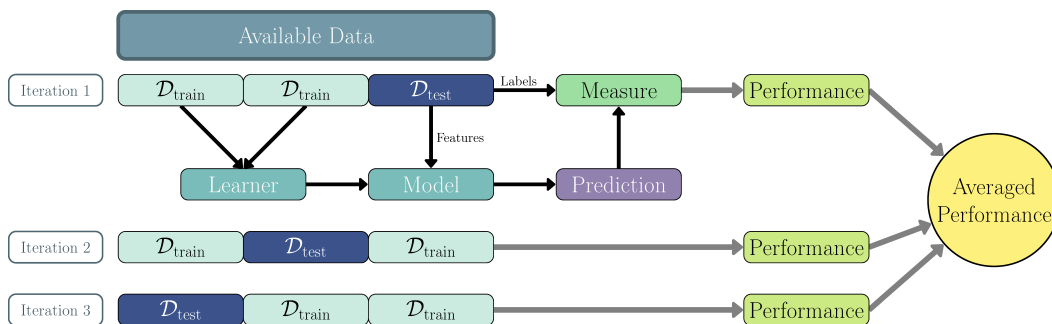 Available Data
Iteration 1
𝒟train
𝒟train
𝒟test
Labels
Measure
Performance
Features
Learner
Model
Prediction
Averaged
Performance
Iteration 2
𝒟train
𝒟test
𝒟train
Performance
Iteration 3
𝒟test
𝒟train
𝒟train
Performance